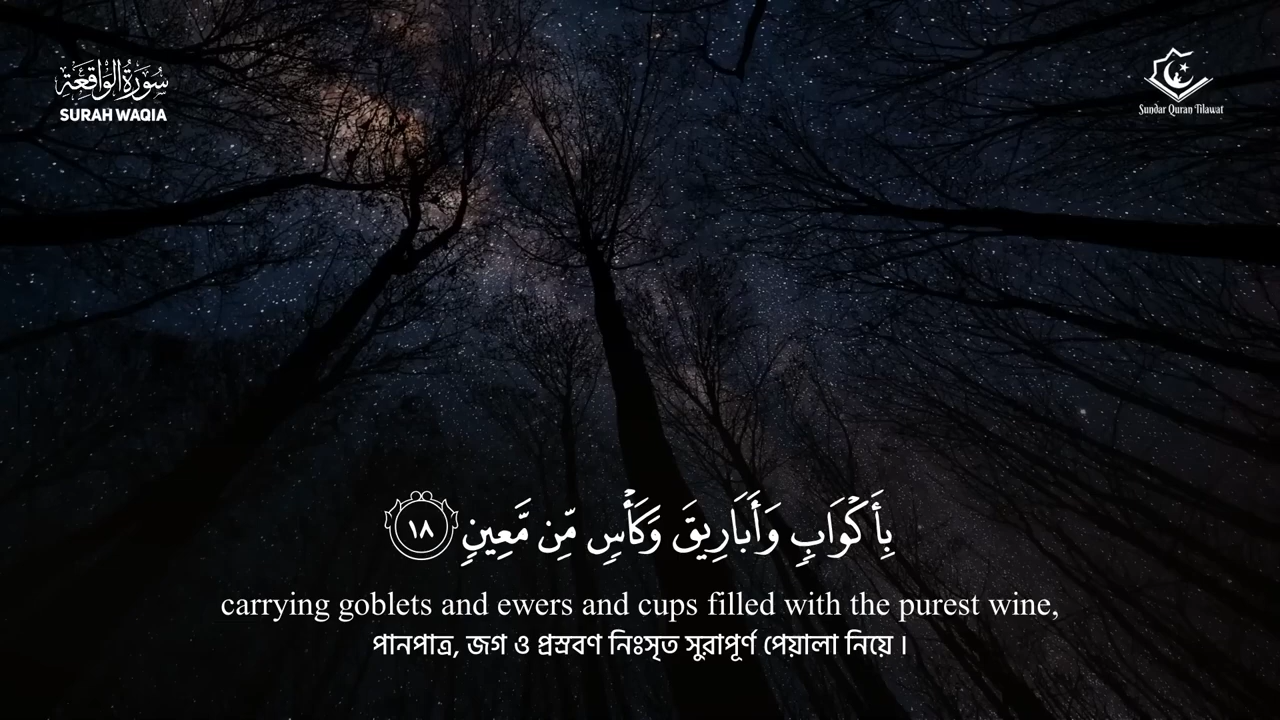 سُورَةُ الوَاقِعَة
SURAH WAQIA
Sundar Quran Tilawat
بِأَكْوَابٍ وَأَبَارِيقَ وَكَأْسٍ مِّن مَّعِينٍ ١٨
carrying goblets and ewers and cups filled with the purest wine,
পানপাত্র, জগ ও প্রস্রবণ নিঃসৃত সুরাপূর্ণ পেয়ালা নিয়ে।